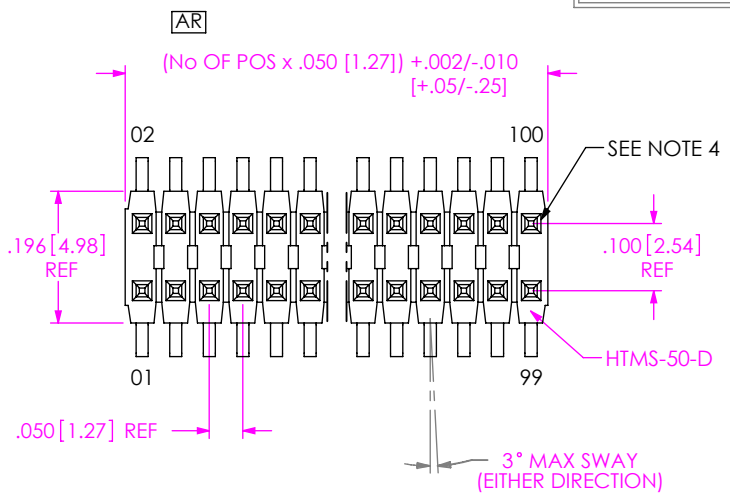 AR
(No OF POS x .050 [1.27]) +.002/-.010
[+.05/-.25]
02
100
SEE NOTE 4
.196[4.98]
REF
.100[2.54]
REF
01
99
HTMS-50-D
.050[1.27] REF
3° MAX SWAY
(EITHER DIRECTION)